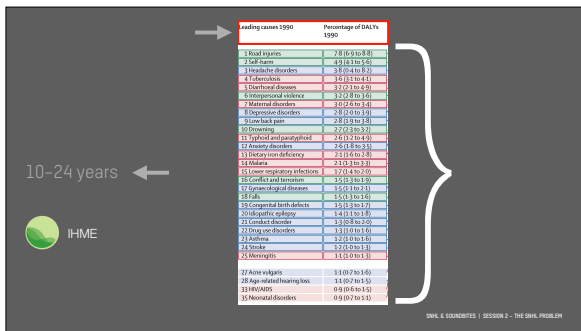 Leading causes 1990 Percentage of DALYs 1990
1 Road injuries 7·8 (6·9 to 8·8)
2 Self-harm 4·9 (4·1 to 5·6)
3 Headache disorders 3·8 (0·4 to 8·2)
4 Tuberculosis 3·6 (3·1 to 4·1)
5 Diarrhoeal diseases 3·2 (2·1 to 4·9)
6 Interpersonal violence 3·2 (2·8 to 3·6)
7 Maternal disorders 3·0 (2·6 to 3·4)
8 Depressive disorders 2·8 (2·0 to 3·9)
9 Low back pain 2·8 (1·9 to 3·8)
10 Drowning 2·7 (2·3 to 3·2)
11 Typhoid and paratyphoid 2·6 (1·2 to 4·9)
12 Anxiety disorders 2·6 (1·8 to 3·5)
13 Dietary iron deficiency 2·1 (1·6 to 2·8)
14 Malaria 2·1 (1·3 to 3·3)
15 Lower respiratory infections 1·7 (1·4 to 2·0)
16 Conflict and terrorism 1·5 (1·3 to 1·9)
17 Gynaecological diseases 1·5 (1·1 to 2·1)
18 Falls 1·5 (1·3 to 1·6)
19 Congenital birth defects 1·5 (1·3 to 1·7)
20 Idiopathic epilepsy 1·4 (1·1 to 1·8)
21 Conduct disorder 1·3 (0·8 to 2·0)
22 Drug use disorders 1·3 (1·0 to 1·6)
23 Asthma 1·2 (1·0 to 1·6)
24 Stroke 1·2 (1·0 to 1·3)
25 Meningitis 1·1 (1·0 to 1·3)
27 Acne vulgaris 1·1 (0·7 to 1·6)
28 Age-related hearing loss 1·1 (0·7 to 1·5)
33 HIV/AIDS 0·9 (0·6 to 1·5)
35 Neonatal disorders 0·9 (0·7 to 1·1)
10–24 years
IHME
SNHL & SOUNDBITES | SESSION 2 – THE SNHL PROBLEM